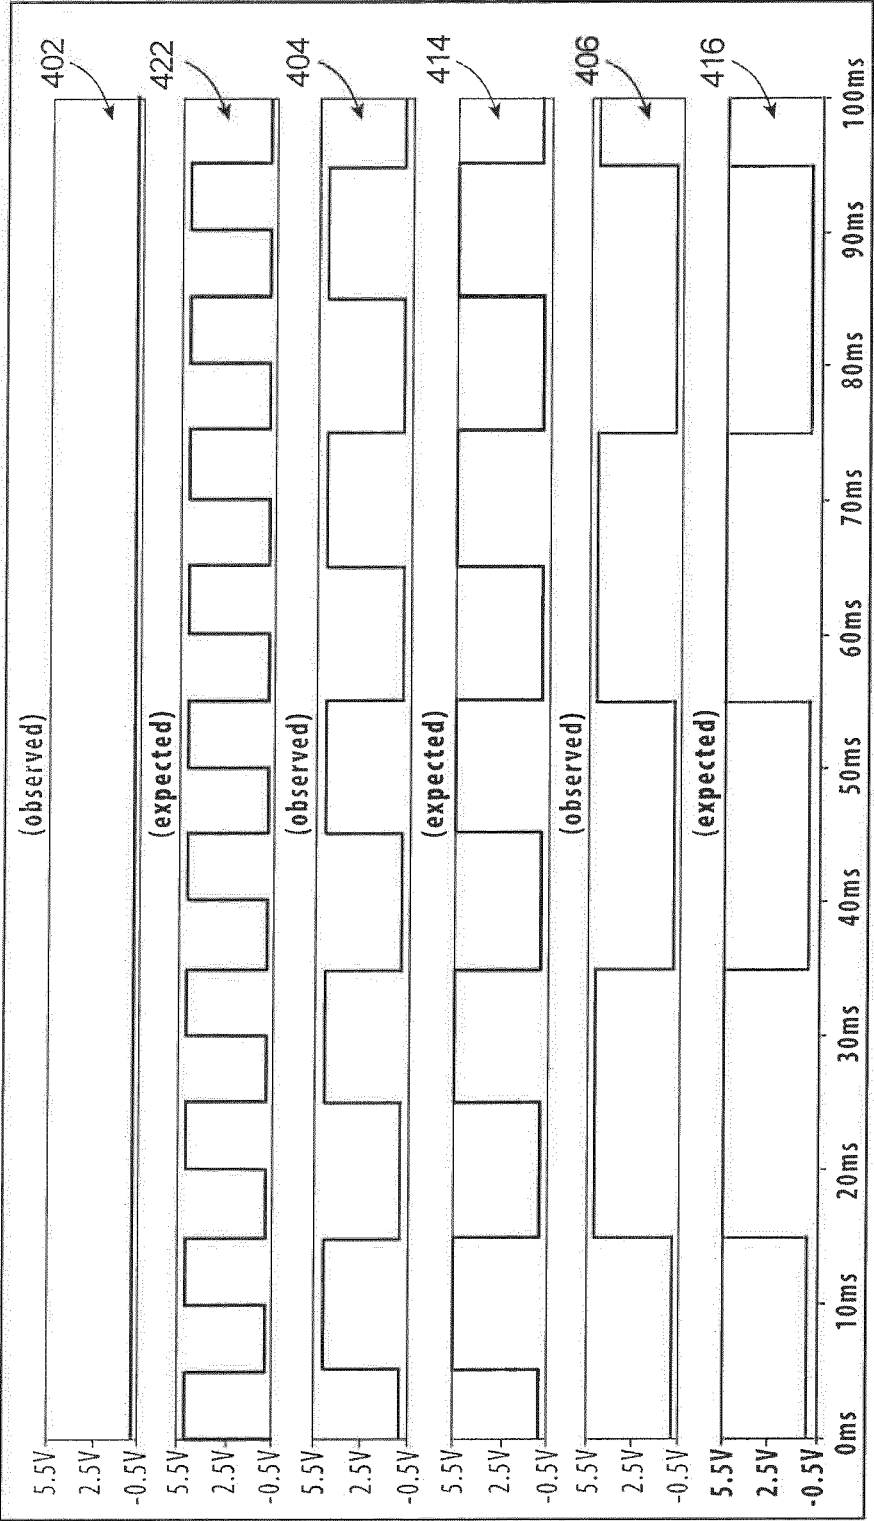 (observed)
402
5.5V
2.5V
-0.5V
(expected)
422
5.5V
2.5V
-0.5V
(observed)
404
5.5V
2.5V
-0.5V
(expected)
414
5.5V
2.5V
-0.5V
(observed)
406
5.5V
2.5V
-0.5V
(expected)
416
5.5V
2.5V
-0.5V
0ms 10ms 20ms 30ms 40ms 50ms 60ms 70ms 80ms 90ms 100ms